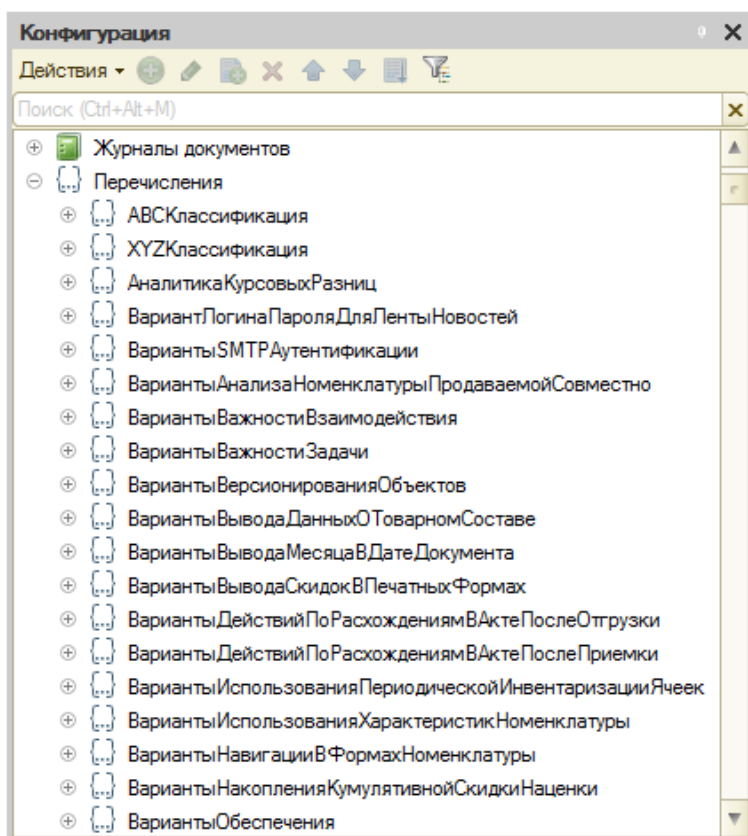 Конфигурация
Действия
Поиск (Ctrl+Alt+M)
Журналы документов
Перечисления
ABCКлассификация
XYZКлассификация
АналитикаКурсовыхРазниц
ВариантЛогинаПароляДляЛентыНовостей
ВариантыSMTPАутентификации
ВариантыАнализаНоменклатурыПродаваемойСовместно
ВариантыВажностиВзаимодействия
ВариантыВажностиЗадачи
ВариантыВерсионированияОбъектов
ВариантыВыводаДанныхОТоварномСоставе
ВариантыВыводаМесяцаВДатеДокумента
ВариантыВыводаСкидокВПечатныхФормах
ВариантыДействийПоРасхождениямВАктеПослеОтгрузки
ВариантыДействийПоРасхождениямВАктеПослеПриемки
ВариантыИспользованияПериодическойИнвентаризацииЯчеек
ВариантыИспользованияХарактеристикНоменклатуры
ВариантыНавигацииВФормахНоменклатуры
ВариантыНакопленияКумулятивнойСкидкиНаценки
ВариантыОбеспечения